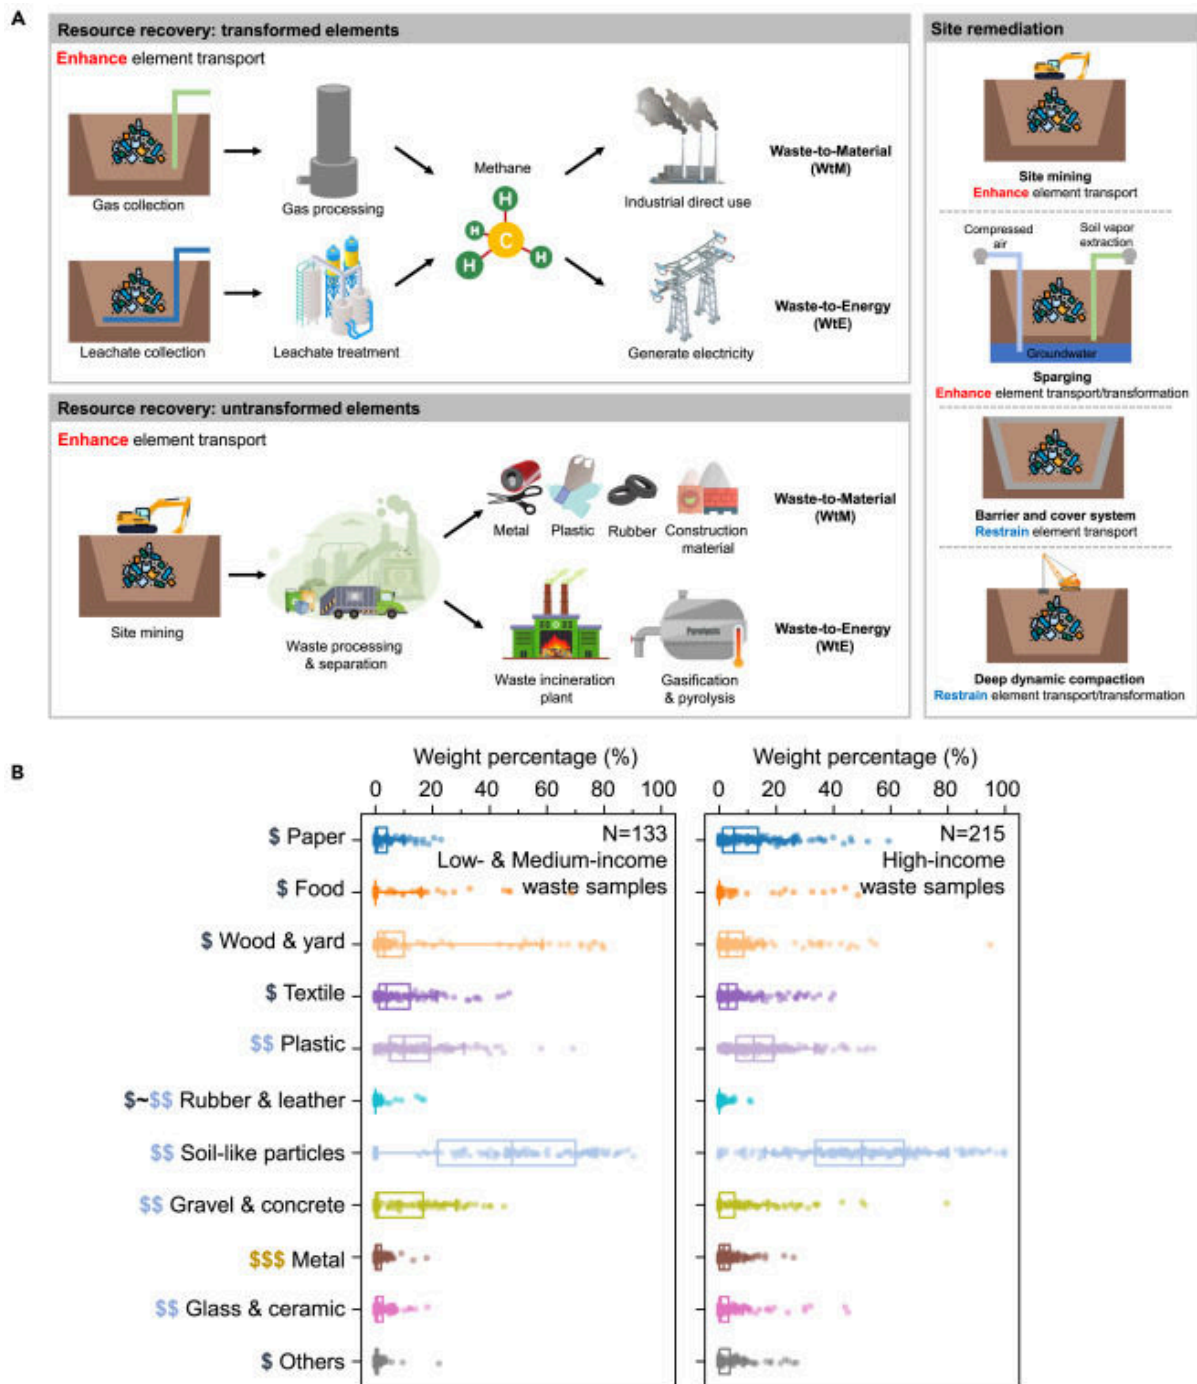 A
Resource recovery: transformed elements
Enhance element transport
Gas collection
Gas processing
Methane
H
H
C
H
H
Industrial direct use
Waste-to-Material
(WtM)
Leachate collection
Leachate treatment
Generate electricity
Waste-to-Energy
(WtE)
Resource recovery: untransformed elements
Enhance element transport
Site mining
Waste processing
& separation
Metal
Plastic
Rubber
Construction
material
Waste-to-Material
(WtM)
Waste incineration
plant
Pyrolysis
Gasification
& pyrolysis
Waste-to-Energy
(WtE)
Site remediation
Site mining
Enhance element transport
Compressed
air
Soil vapor
extraction
Groundwater
Sparging
Enhance element transport/transformation
Barrier and cover system
Restrain element transport
Deep dynamic compaction
Restrain element transport/transformation
B
Weight percentage (%)
0 20 40 60 80 100
Weight percentage (%)
0 20 40 60 80 100
N=133
Low- & Medium-income
waste samples
N=215
High-income
waste samples
$ Paper
$ Food
$ Wood & yard
$ Textile
$$ Plastic
$~$$ Rubber & leather
$$ Soil-like particles
$$ Gravel & concrete
$$$ Metal
$$ Glass & ceramic
$ Others